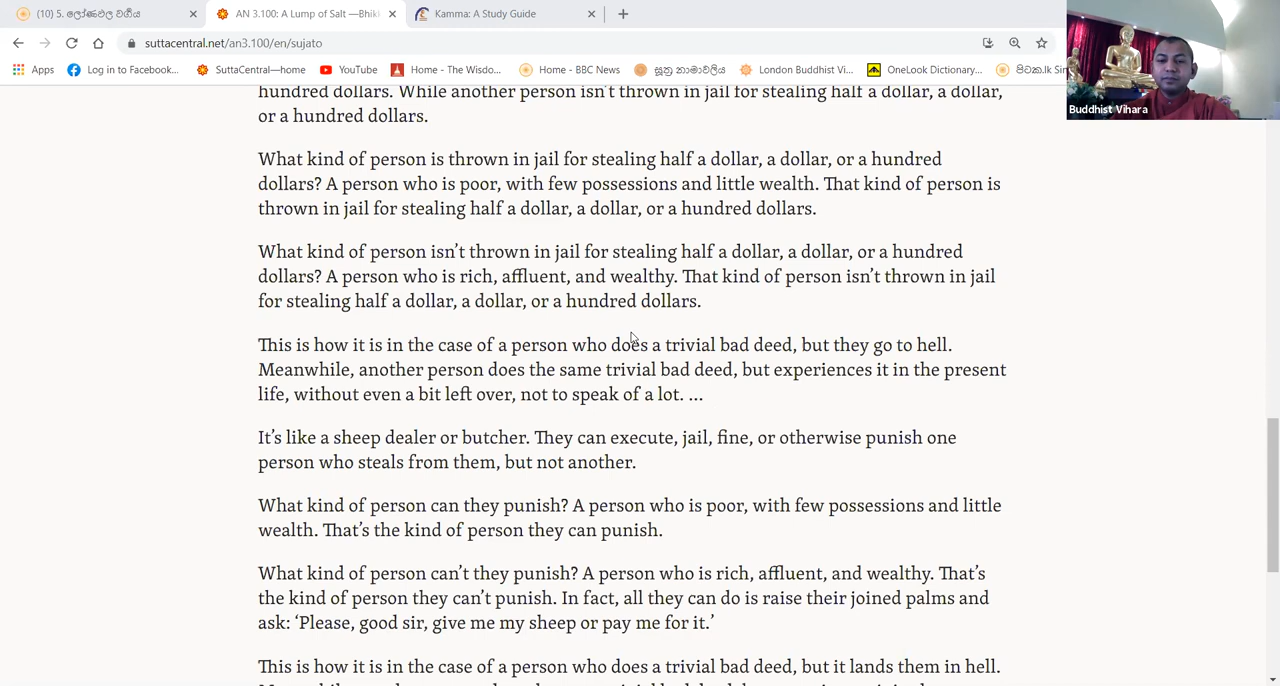 (10) 5. ලෝණඵල වර්ගය
AN 3.100: A Lump of Salt —Bhikk
Kamma: A Study Guide
suttacentral.net/an3.100/en/sujato
Apps
Log in to Facebook...
SuttaCentral—home
YouTube
Home - The Wisdo...
Home - BBC News
සූත්‍ර නාමාවලිය
London Buddhist Vi...
OneLook Dictionary...
පිටක.lk Sin
Buddhist Vihara
hundred dollars. While another person isn’t thrown in jail for stealing half a dollar, a dollar,
or a hundred dollars.
What kind of person is thrown in jail for stealing half a dollar, a dollar, or a hundred
dollars? A person who is poor, with few possessions and little wealth. That kind of person is
thrown in jail for stealing half a dollar, a dollar, or a hundred dollars.
What kind of person isn’t thrown in jail for stealing half a dollar, a dollar, or a hundred
dollars? A person who is rich, affluent, and wealthy. That kind of person isn’t thrown in jail
for stealing half a dollar, a dollar, or a hundred dollars.
This is how it is in the case of a person who does a trivial bad deed, but they go to hell.
Meanwhile, another person does the same trivial bad deed, but experiences it in the present
life, without even a bit left over, not to speak of a lot. …
It’s like a sheep dealer or butcher. They can execute, jail, fine, or otherwise punish one
person who steals from them, but not another.
What kind of person can they punish? A person who is poor, with few possessions and little
wealth. That’s the kind of person they can punish.
What kind of person can’t they punish? A person who is rich, affluent, and wealthy. That’s
the kind of person they can’t punish. In fact, all they can do is raise their joined palms and
ask: ‘Please, good sir, give me my sheep or pay me for it.’
This is how it is in the case of a person who does a trivial bad deed, but it lands them in hell.